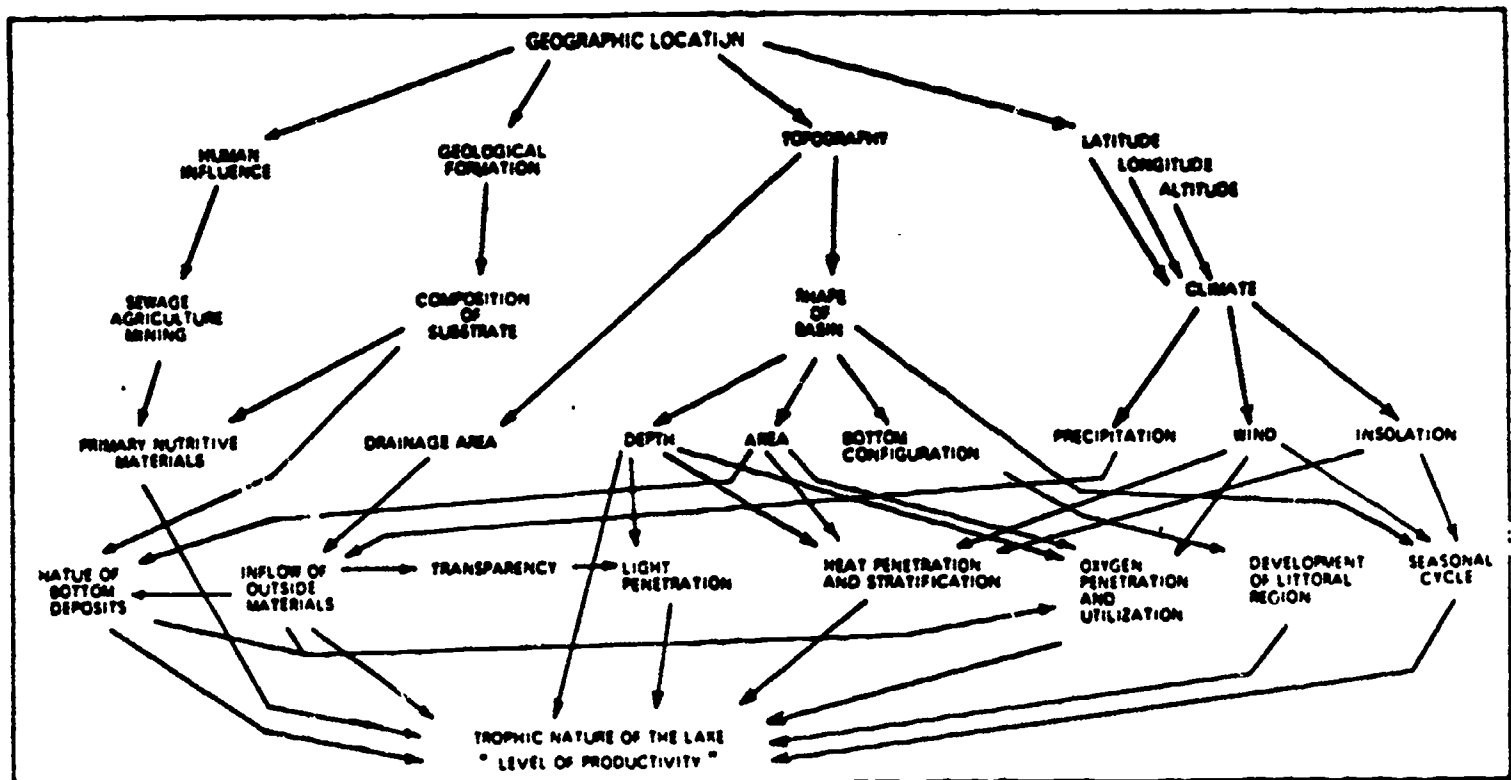 GEOGRAPHIC LOCATION
HUMAN
INFLUENCE
GEOLOGICAL
FORMATION
TOPOGRAPHY
LATITUDE
LONGITUDE
ALTITUDE
SEWAGE
AGRICULTURE
MINING
COMPOSITION
OF
SUBSTRATE
SHAPE
OF
BASIN
CLIMATE
PRIMARY NUTRITIVE
MATERIALS
DRAINAGE AREA
DEPTH
AREA
BOTTOM
CONFIGURATION
PRECIPITATION
WIND
INSOLATION
NATUE OF
BOTTOM
DEPOSITS
INFLOW OF
OUTSIDE
MATERIALS
TRANSPARENCY
LIGHT
PENETRATION
HEAT PENETRATION
AND STRATIFICATION
OXYGEN
PENETRATION
AND
UTILIZATION
DEVELOPMENT
OF LITTORAL
REGION
SEASONAL
CYCLE
TROPHIC NATURE OF THE LAKE
" LEVEL OF PRODUCTIVITY "